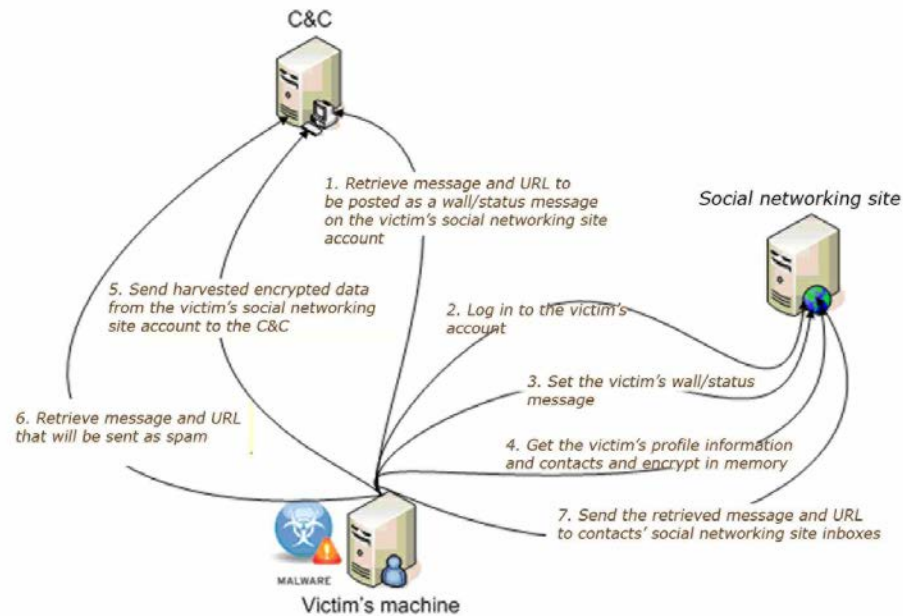 C&C
1. Retrieve message and URL to
be posted as a wall/status message
on the victim's social networking site
account
Social networking site
5. Send harvested encrypted data
from the victim's social networking
site account to the C&C
2. Log in to the victim's
account
3. Set the victim's wall/status
message
6. Retrieve message and URL
that will be sent as spam
4. Get the victim's profile information
and contacts and encrypt in memory
7. Send the retrieved message and URL
to contacts' social networking site inboxes
MALWARE
Victim's machine